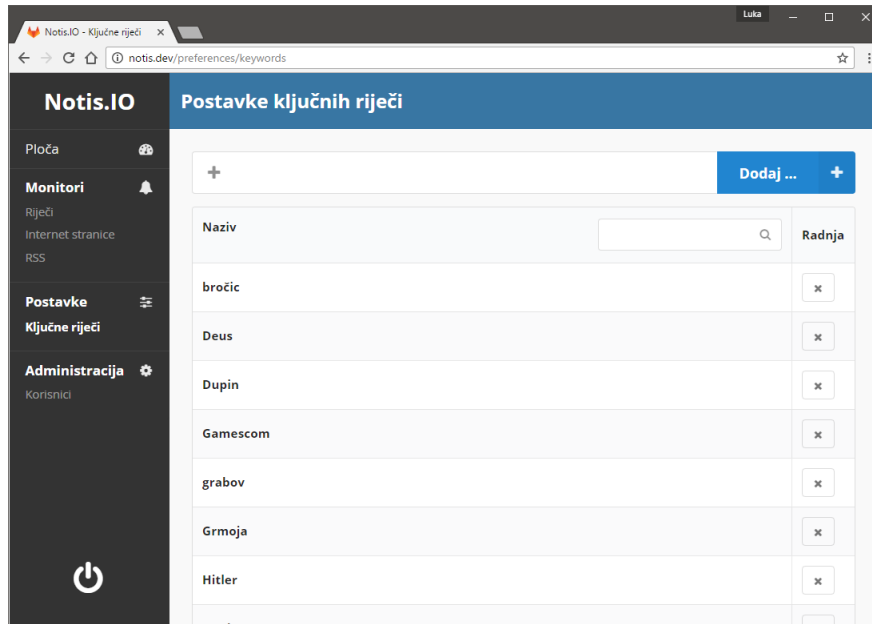 Luka
Notis.IO - Ključne riječi
notis.dev/preferences/keywords
Notis.IO
Postavke ključnih riječi
Ploča
Monitori
Riječi
Internet stranice
RSS
Postavke
Ključne riječi
Administracija
Korisnici
Dodaj ...
Naziv
Radnja
bročic
Deus
Dupin
Gamescom
grabov
Grmoja
Hitler